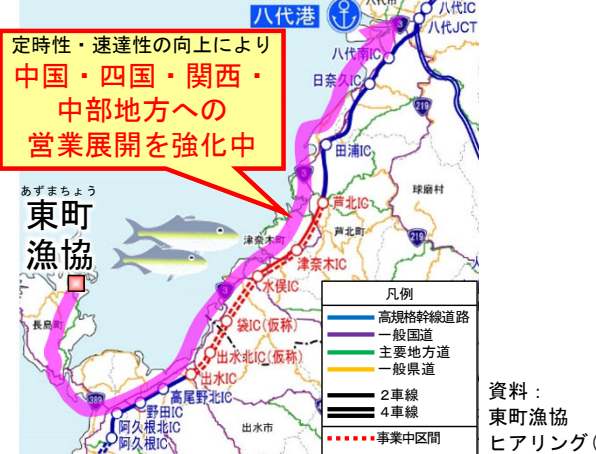 八代港
八代市
3
八代IC
八代JCT
定時性・速達性の向上により
中国・四国・関西・
中部地方への
営業展開を強化中
八代南IC
日奈久IC
219
田浦IC
3
球磨村
芦北IC
芦北町
219
あずまちょう
東町
漁協
津奈木町
津奈木IC
3
水俣IC
長島町
袋IC(仮称)
出水北IC(仮称)
出水IC
389
高尾野北IC
野田IC
阿久根北IC
阿久根IC
出水市
凡例
高規格幹線道路
一般国道
主要地方道
一般県道
2車線
4車線
事業中区間
資料：
東町漁協
ヒアリング(